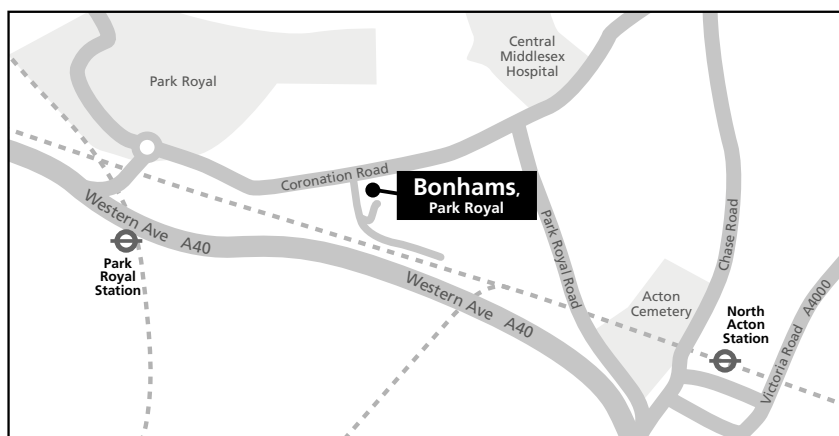 Central
Middlesex
Hospital
Park Royal
Coronation Road
Bonhams,
Park Royal
Western Ave A40
Park
Royal
Station
Park Royal Road
Chase Road
Western Ave A40
Acton
Cemetery
North
Acton
Station
Victoria Road A4000